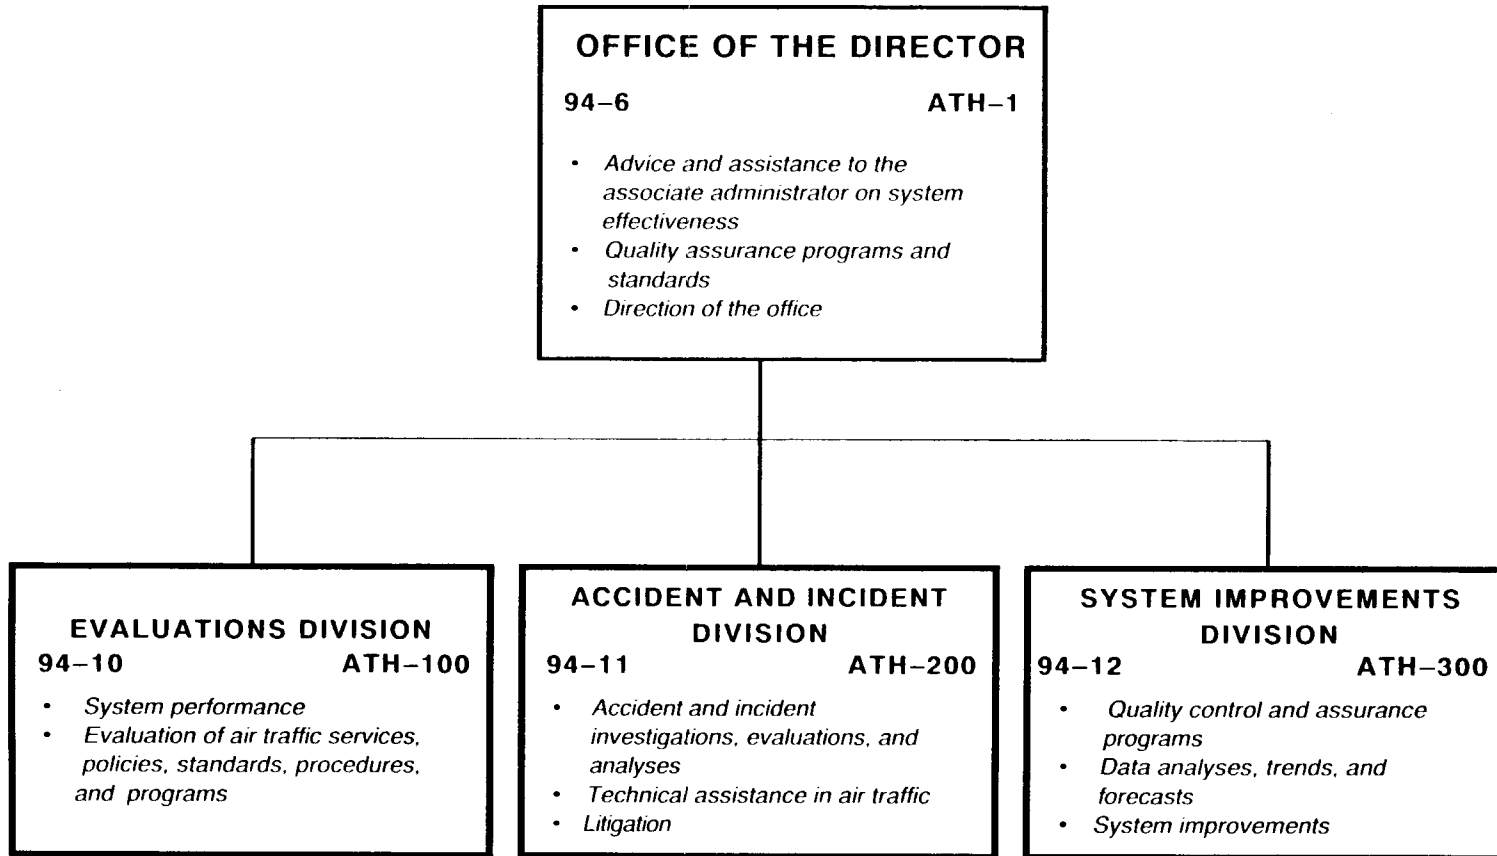 OFFICE OF THE DIRECTOR
94–6 ATH–1
• Advice and assistance to the
associate administrator on system
effectiveness
• Quality assurance programs and
standards
• Direction of the office
EVALUATIONS DIVISION
94–10 ATH–100
• System performance
• Evaluation of air traffic services,
policies, standards, procedures,
and programs
ACCIDENT AND INCIDENT
DIVISION
94–11 ATH–200
• Accident and incident
investigations, evaluations, and
analyses
• Technical assistance in air traffic
• Litigation
SYSTEM IMPROVEMENTS
DIVISION
94–12 ATH–300
• Quality control and assurance
programs
• Data analyses, trends, and
forecasts
• System improvements